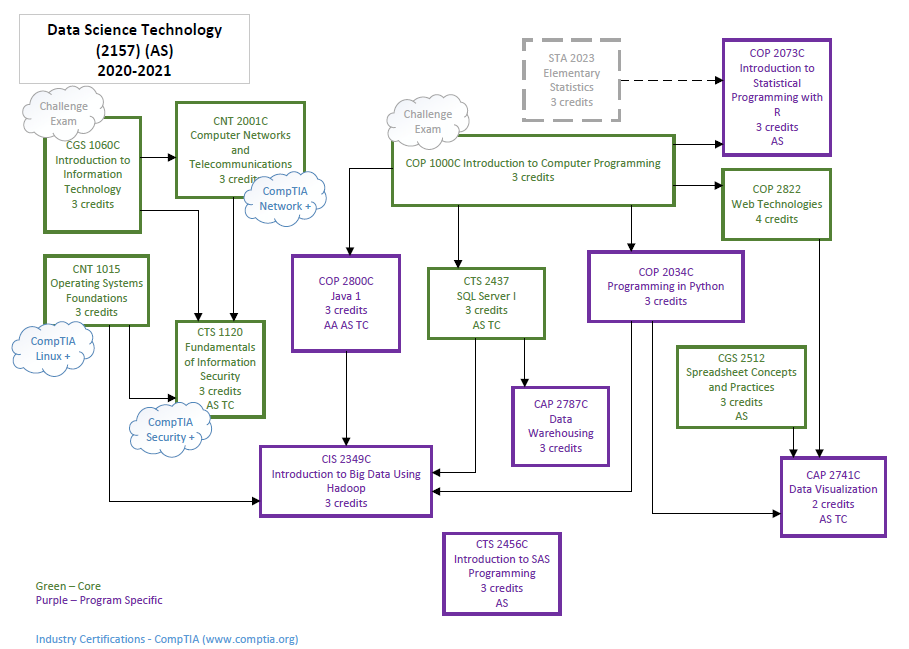 Data Science Technology
(2157) (AS)
2020-2021
Challenge
Exam
CGS 1060C
Introduction to
Information
Technology
3 credits
CNT 2001C
Computer Networks
and
Telecommunications
3 credits
CompTIA
Network +
STA 2023
Elementary
Statistics
3 credits
COP 2073C
Introduction to
Statistical
Programming with
R
3 credits
AS
Challenge
Exam
COP 1000C Introduction to Computer Programming
3 credits
COP 2822
Web Technologies
4 credits
CNT 1015
Operating Systems
Foundations
3 credits
CompTIA
Linux +
CTS 1120
Fundamentals
of Information
Security
3 credits
AS TC
CompTIA
Security +
COP 2800C
Java 1
3 credits
AA AS TC
CTS 2437
SQL Server I
3 credits
AS TC
COP 2034C
Programming in Python
3 credits
CGS 2512
Spreadsheet Concepts
and Practices
3 credits
AS
CAP 2787C
Data
Warehousing
3 credits
CIS 2349C
Introduction to Big Data Using
Hadoop
3 credits
CAP 2741C
Data Visualization
2 credits
AS TC
CTS 2456C
Introduction to SAS
Programming
3 credits
AS
Green – Core
Purple – Program Specific
Industry Certifications - CompTIA (www.comptia.org)